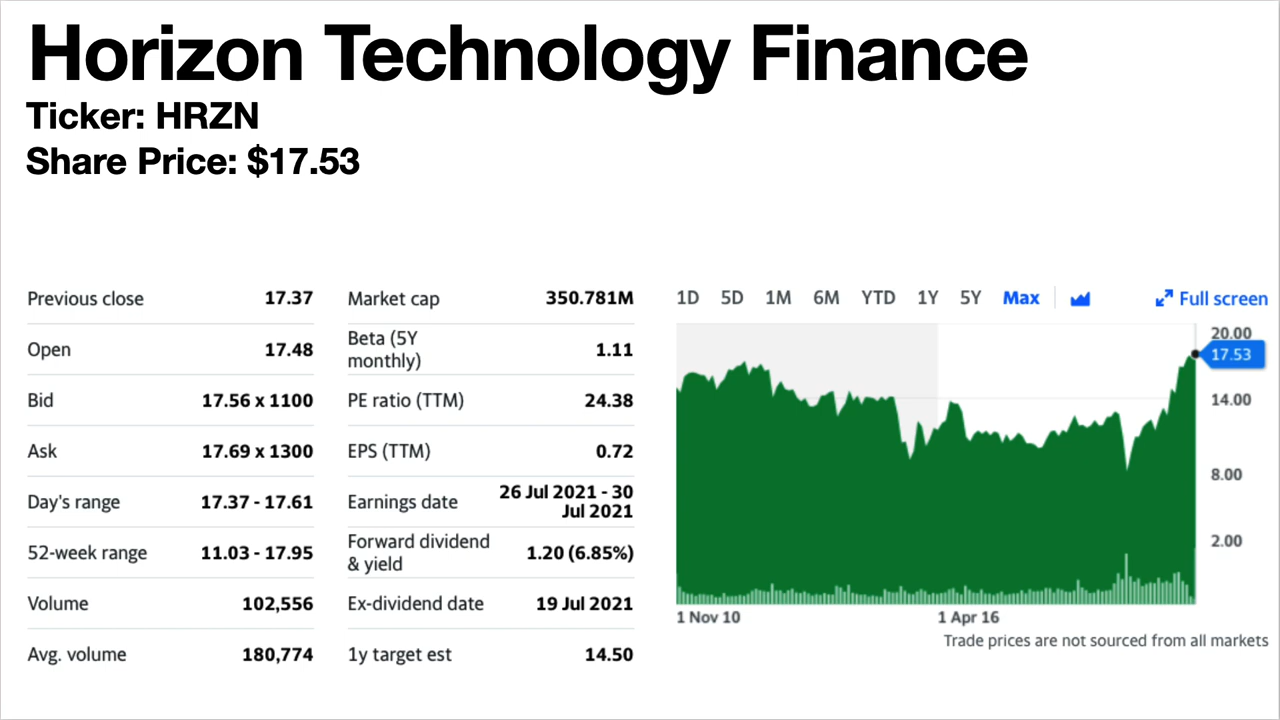 Horizon Technology Finance
Ticker: HRZN
Share Price: $17.53
Previous close 17.37
Open 17.48
Bid 17.56 x 1100
Ask 17.69 x 1300
Day's range 17.37 - 17.61
52-week range 11.03 - 17.95
Volume 102,556
Avg. volume 180,774
Market cap 350.781M
Beta (5Y
monthly) 1.11
PE ratio (TTM) 24.38
EPS (TTM) 0.72
Earnings date 26 Jul 2021 - 30
Jul 2021
Forward dividend
& yield 1.20 (6.85%)
Ex-dividend date 19 Jul 2021
1y target est 14.50
1D 5D 1M 6M YTD 1Y 5Y Max Full screen
20.00
17.53
14.00
8.00
2.00
1 Nov 10 1 Apr 16
Trade prices are not sourced from all markets